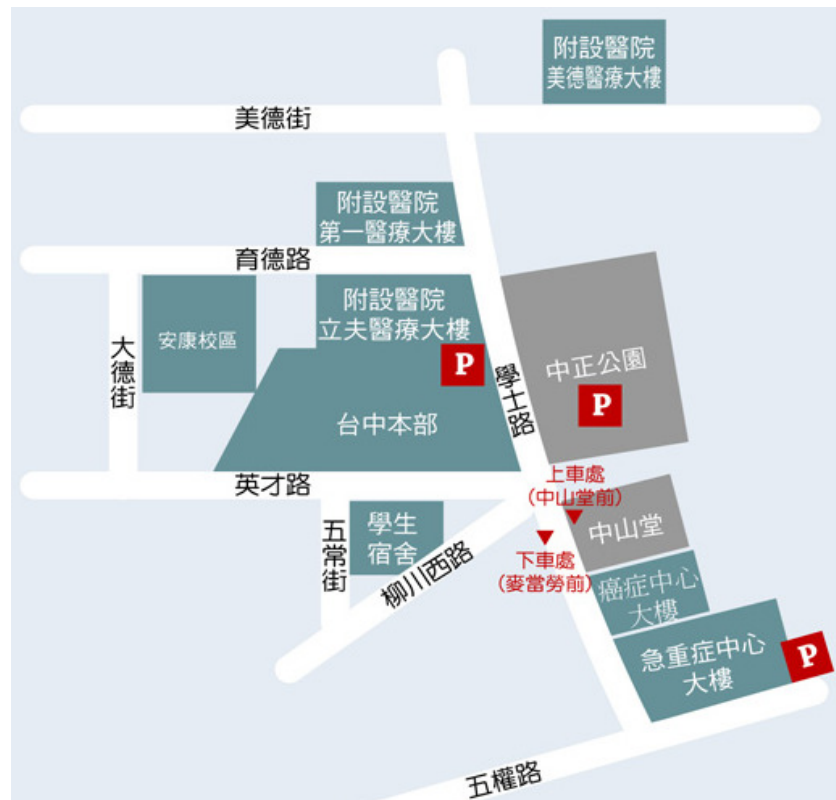 附設醫院
美德醫療大樓
美德街
附設醫院
第一醫療大樓
育德路
附設醫院
立夫醫療大樓
安康校區
大德街
P
學士路
中正公園
P
台中本部
英才路
上車處
(中山堂前)
中山堂
五常街
學生
宿舍
柳川西路
下車處
(麥當勞前)
癌症中心
大樓
急重症中心
大樓
P
五權路